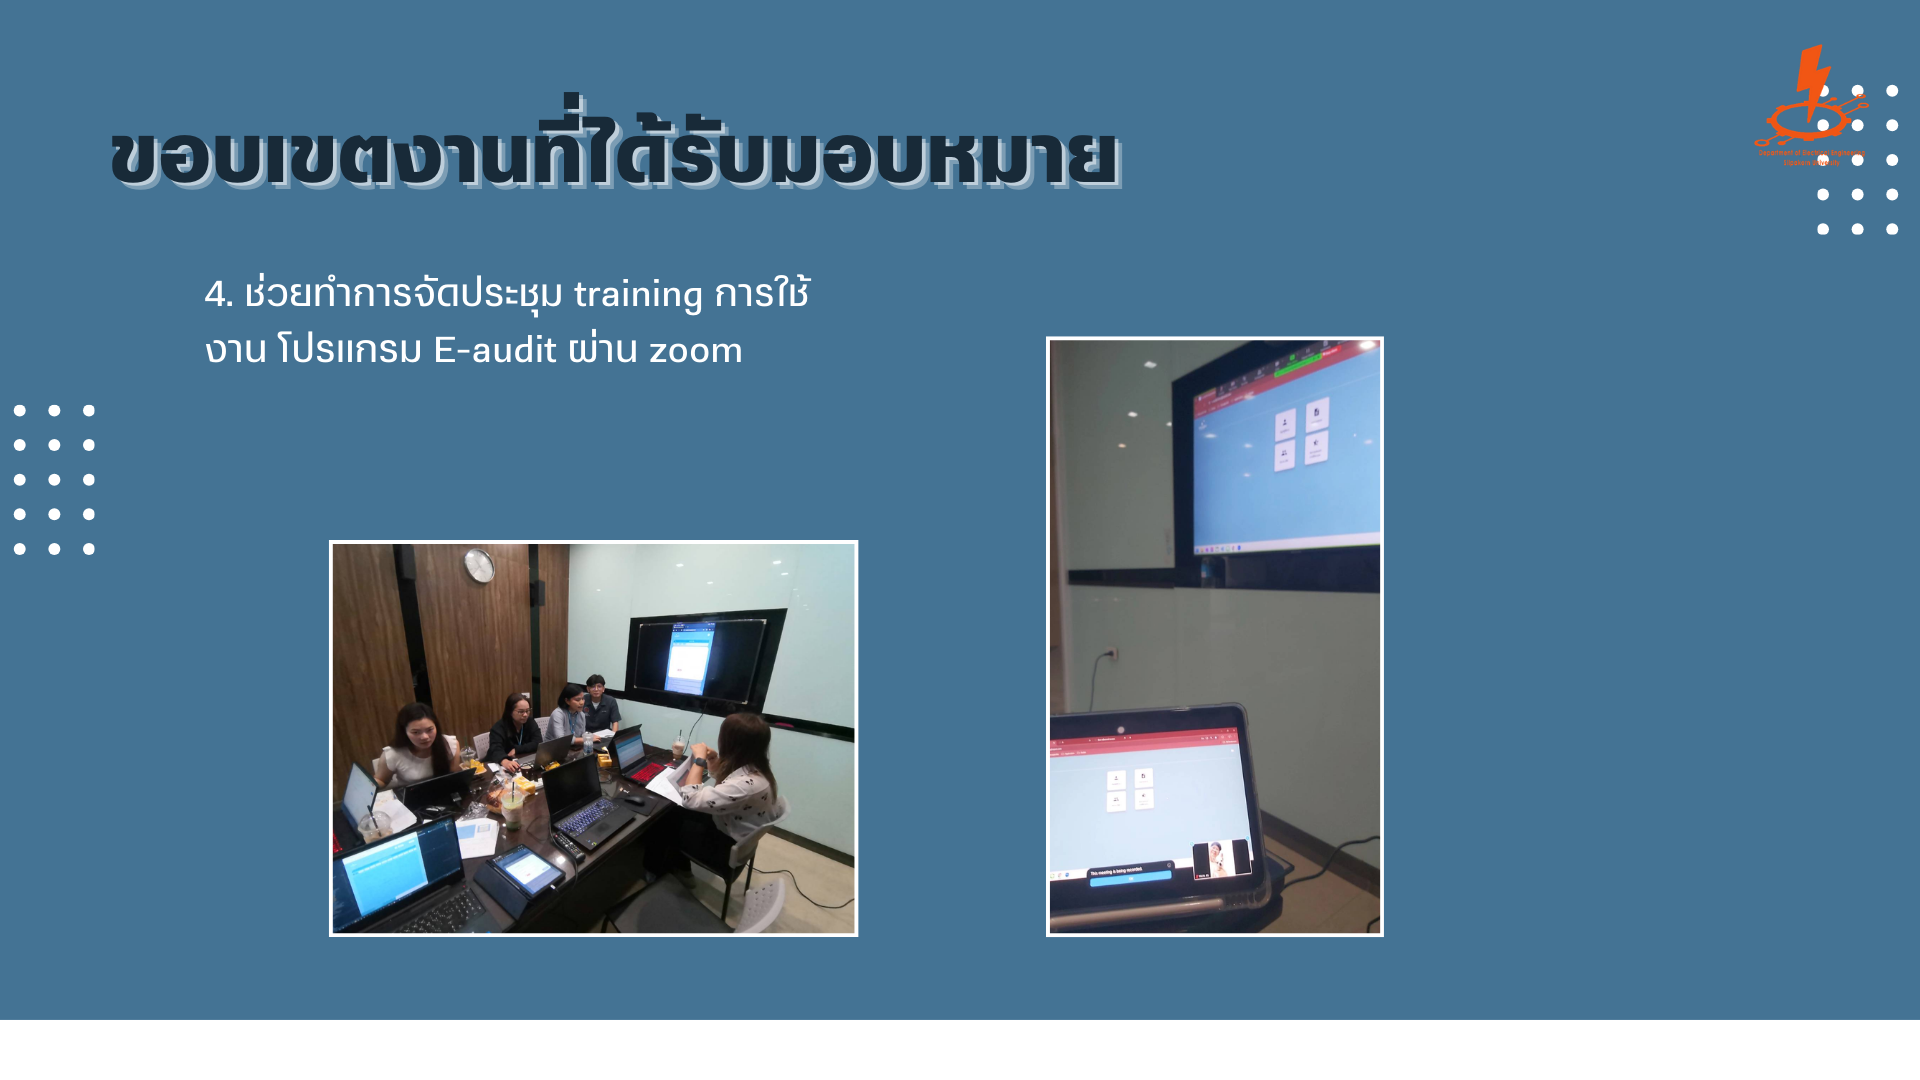 ขอบเขตงานที่ได้รับมอบหมาย
Department of Electrical Engineering
4. ช่วยทำการจัดประชุม training การใช้
งาน โปรแกรม E-audit ผ่าน zoom
This meeting is being recorded